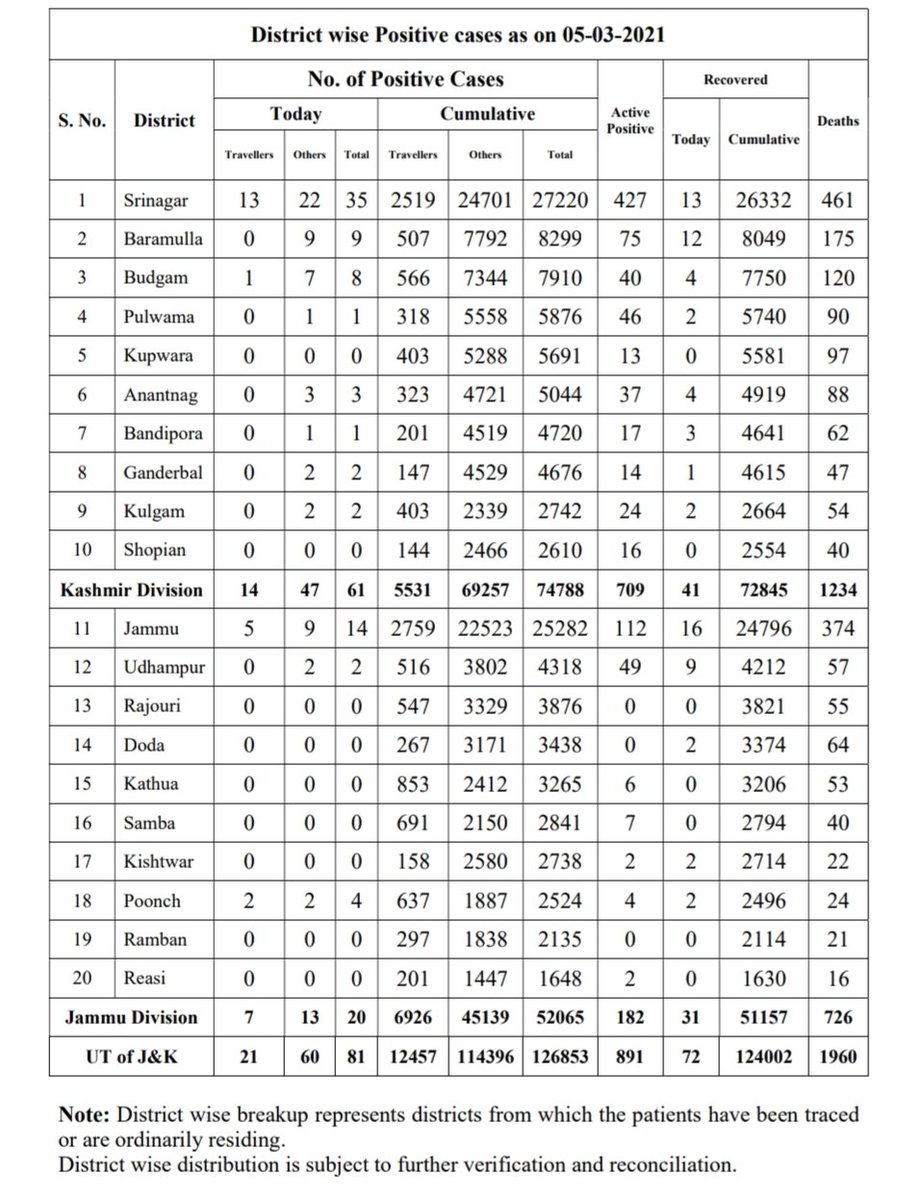 District wise Positive cases as on 05-03-2021
S. No. District No. of Positive Cases Active Positive Recovered Deaths
Today Cumulative Today Cumulative
Travellers Others Total Travellers Others Total
1 Srinagar 13 22 35 2519 24701 27220 427 13 26332 461
2 Baramulla 0 9 9 507 7792 8299 75 12 8049 175
3 Budgam 1 7 8 566 7344 7910 40 4 7750 120
4 Pulwama 0 1 1 318 5558 5876 46 2 5740 90
5 Kupwara 0 0 0 403 5288 5691 13 0 5581 97
6 Anantnag 0 3 3 323 4721 5044 37 4 4919 88
7 Bandipora 0 1 1 201 4519 4720 17 3 4641 62
8 Ganderbal 0 2 2 147 4529 4676 14 1 4615 47
9 Kulgam 0 2 2 403 2339 2742 24 2 2664 54
10 Shopian 0 0 0 144 2466 2610 16 0 2554 40
Kashmir Division 14 47 61 5531 69257 74788 709 41 72845 1234
11 Jammu 5 9 14 2759 22523 25282 112 16 24796 374
12 Udhampur 0 2 2 516 3802 4318 49 9 4212 57
13 Rajouri 0 0 0 547 3329 3876 0 0 3821 55
14 Doda 0 0 0 267 3171 3438 0 2 3374 64
15 Kathua 0 0 0 853 2412 3265 6 0 3206 53
16 Samba 0 0 0 691 2150 2841 7 0 2794 40
17 Kishtwar 0 0 0 158 2580 2738 2 2 2714 22
18 Poonch 2 2 4 637 1887 2524 4 2 2496 24
19 Ramban 0 0 0 297 1838 2135 0 0 2114 21
20 Reasi 0 0 0 201 1447 1648 2 0 1630 16
Jammu Division 7 13 20 6926 45139 52065 182 31 51157 726
UT of J&K 21 60 81 12457 114396 126853 891 72 124002 1960
Note: District wise breakup represents districts from which the patients have been traced
or are ordinarily residing.
District wise distribution is subject to further verification and reconciliation.